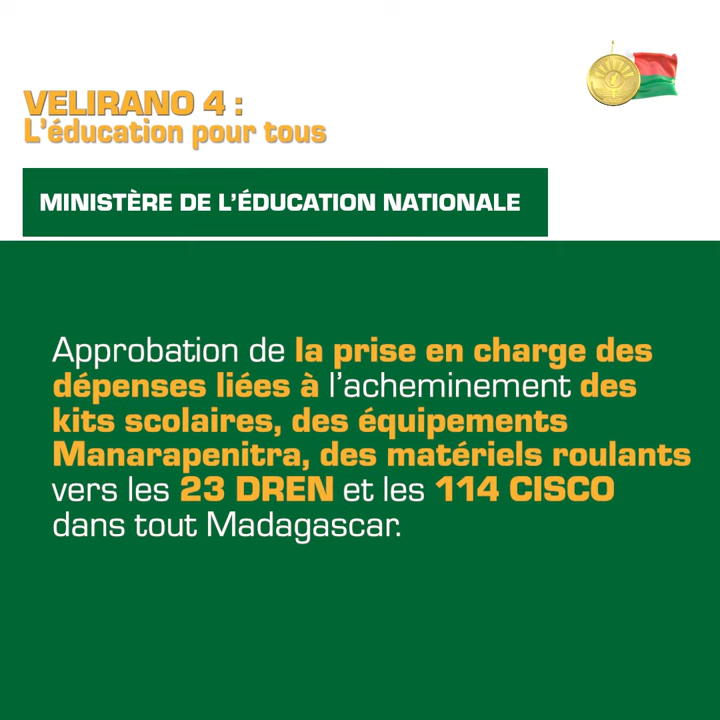 VELIRANO 4 :
L'éducation pour tous
MINISTÈRE DE L'ÉDUCATION NATIONALE
Approbation de la prise en charge des
dépenses liées à l'acheminement des
kits scolaires, des équipements
Manarapenitra, des matériels roulants
vers les 23 DREN et les 114 CISCO
dans tout Madagascar.